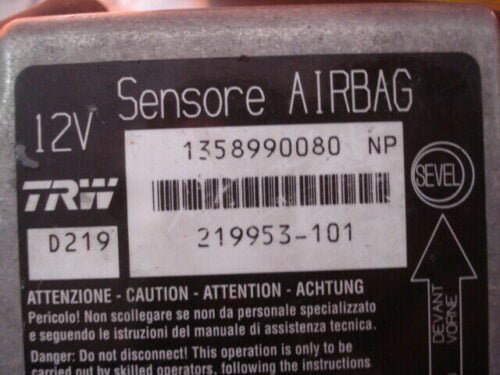 Sensore AIRBAG
12V
1358990080 NP
TRW
SEVEL
D219
219953-101
ATTENZIONE - CAUTION - ATTENTION - ACHTUNG
Pericolo! Non scollegare se non da personale specializzato
e seguendo le istruzioni del manuale di assistenza tecnica.
Danger: Do not disconnect! This operation is only to be
carried out by skilled operators, following the instructions
DEVANT
VORNE